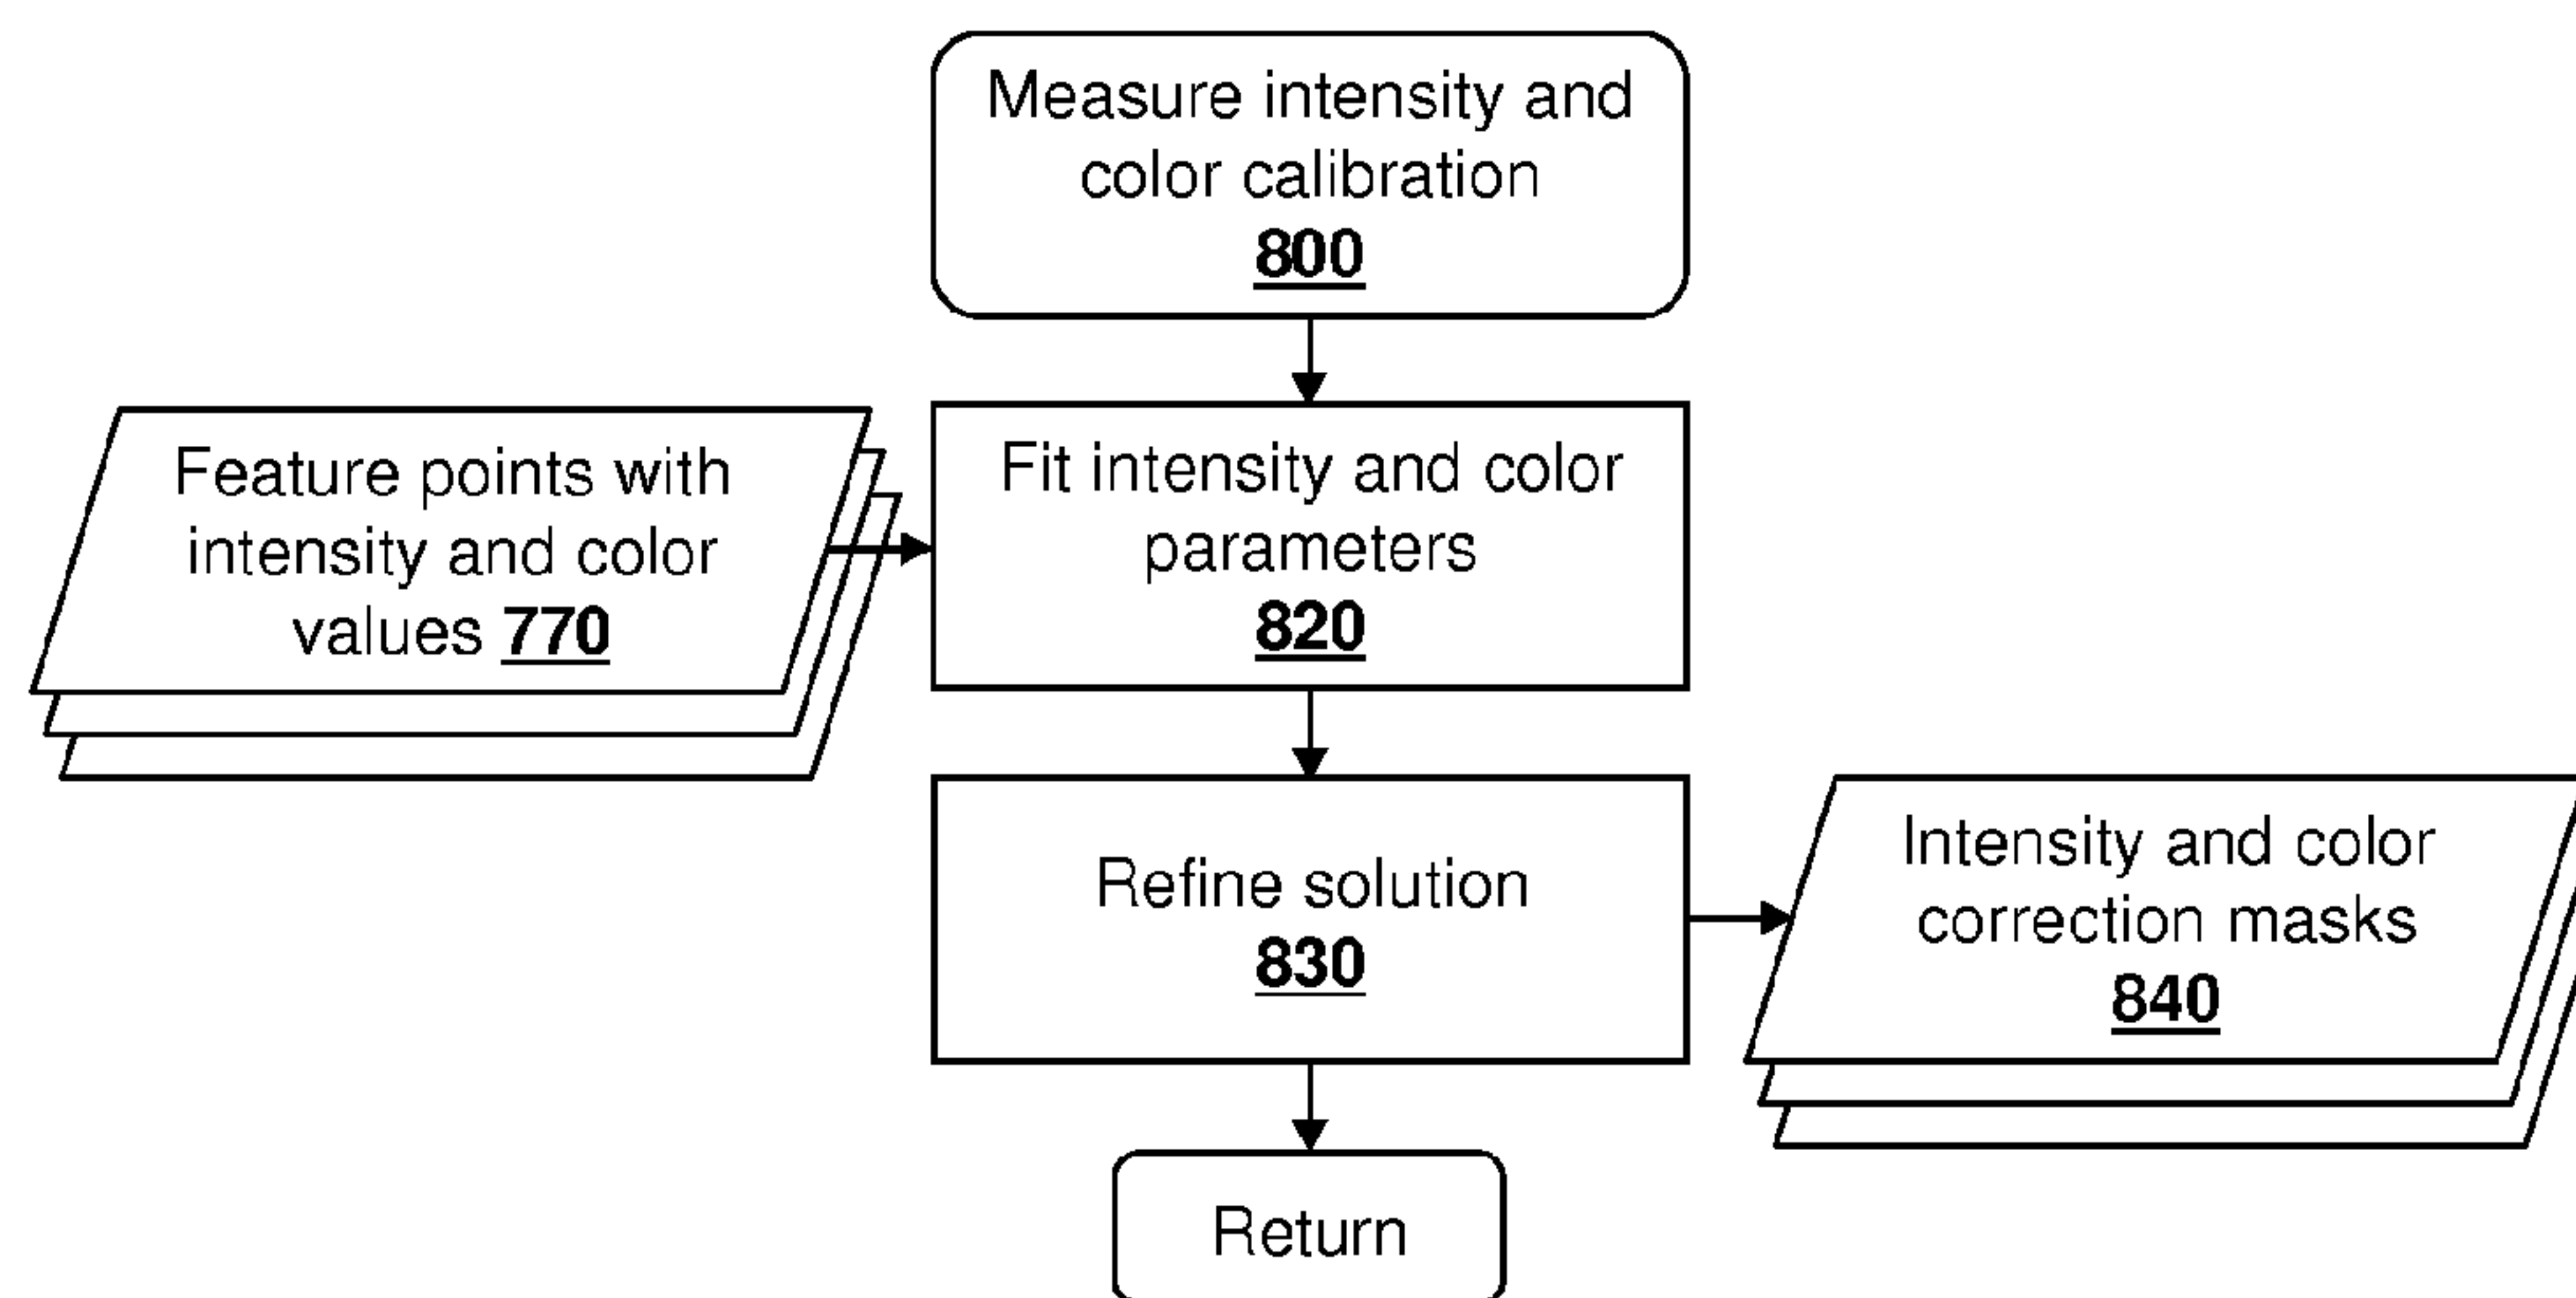 Measure intensity and
color calibration
800
Feature points with
intensity and color
values 770
Fit intensity and color
parameters
820
Refine solution
830
Intensity and color
correction masks
840
Return